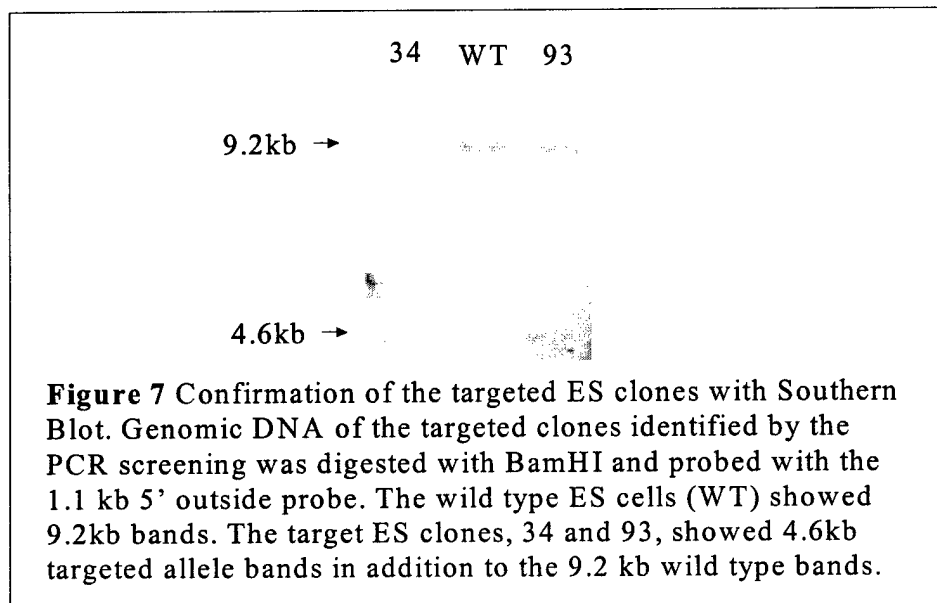 34 WT 93
9.2kb →
4.6kb →
Figure 7 Confirmation of the targeted ES clones with Southern
Blot. Genomic DNA of the targeted clones identified by the
PCR screening was digested with BamHI and probed with the
1.1 kb 5' outside probe. The wild type ES cells (WT) showed
9.2kb bands. The target ES clones, 34 and 93, showed 4.6kb
targeted allele bands in addition to the 9.2 kb wild type bands.